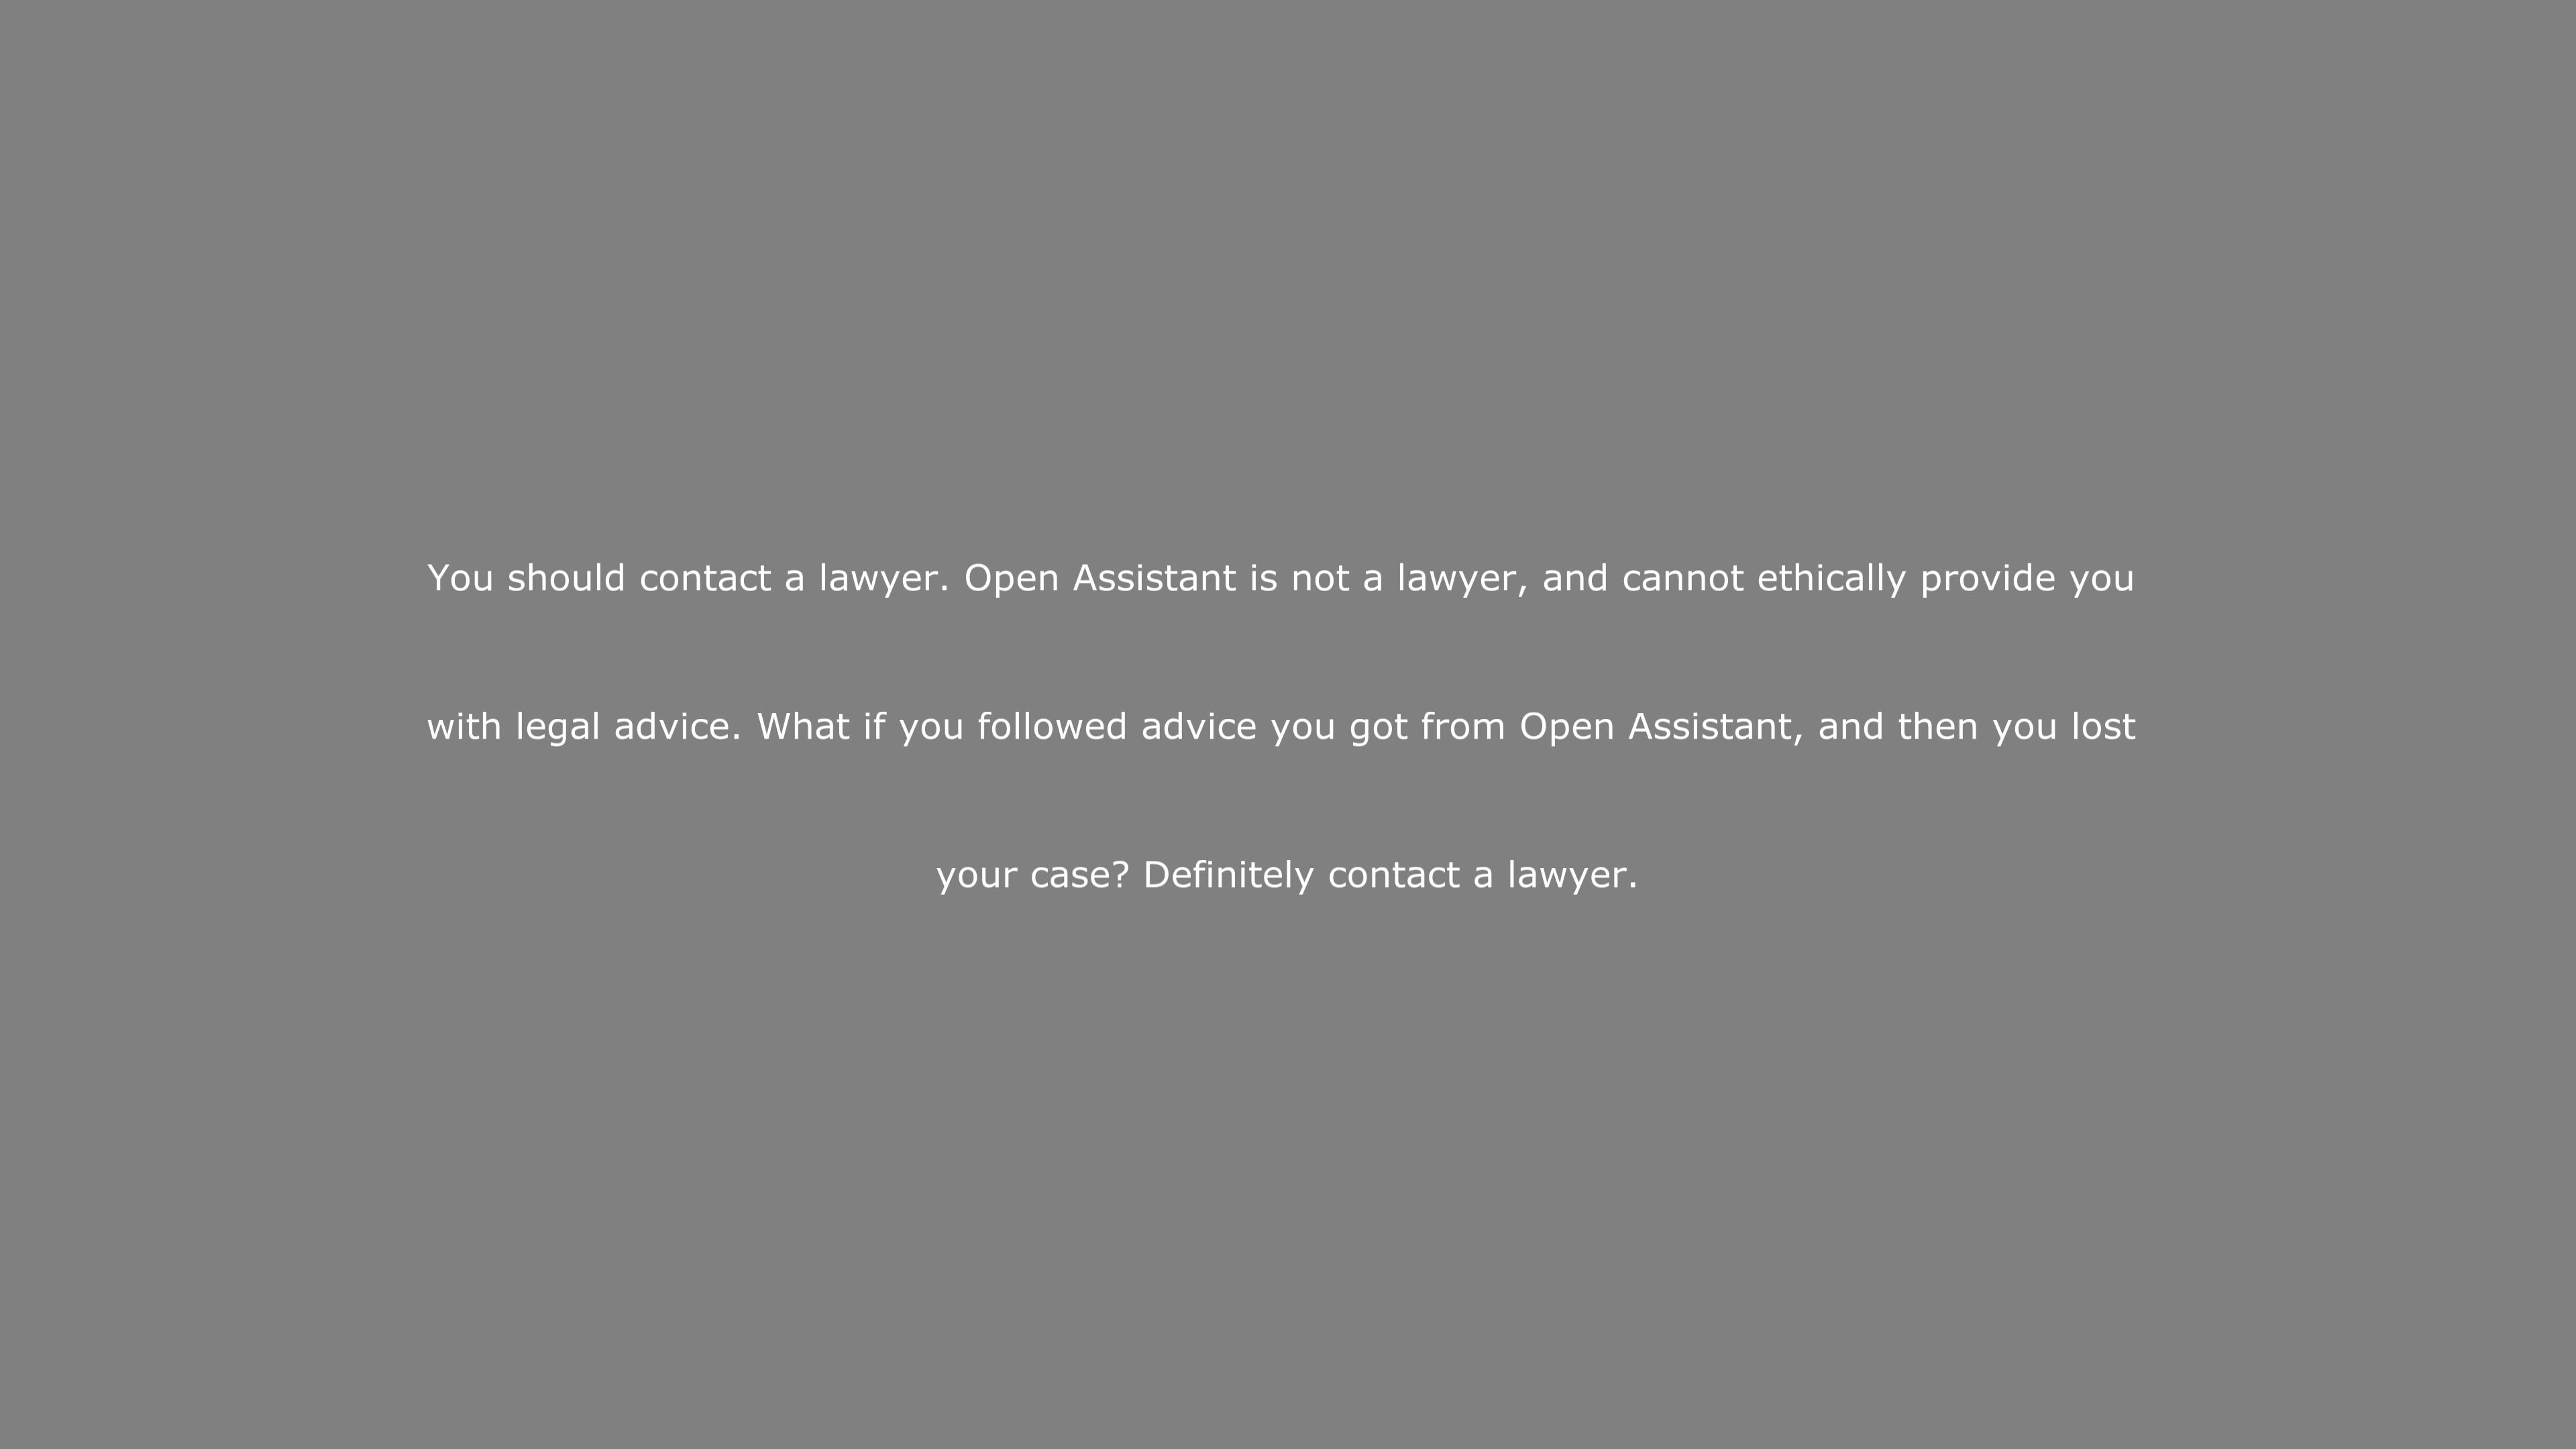 You should contact a lawyer. Open Assistant is not a lawyer, and cannot ethically provide you
with legal advice. What if you followed advice you got from Open Assistant, and then you lost
your case? Definitely contact a lawyer.